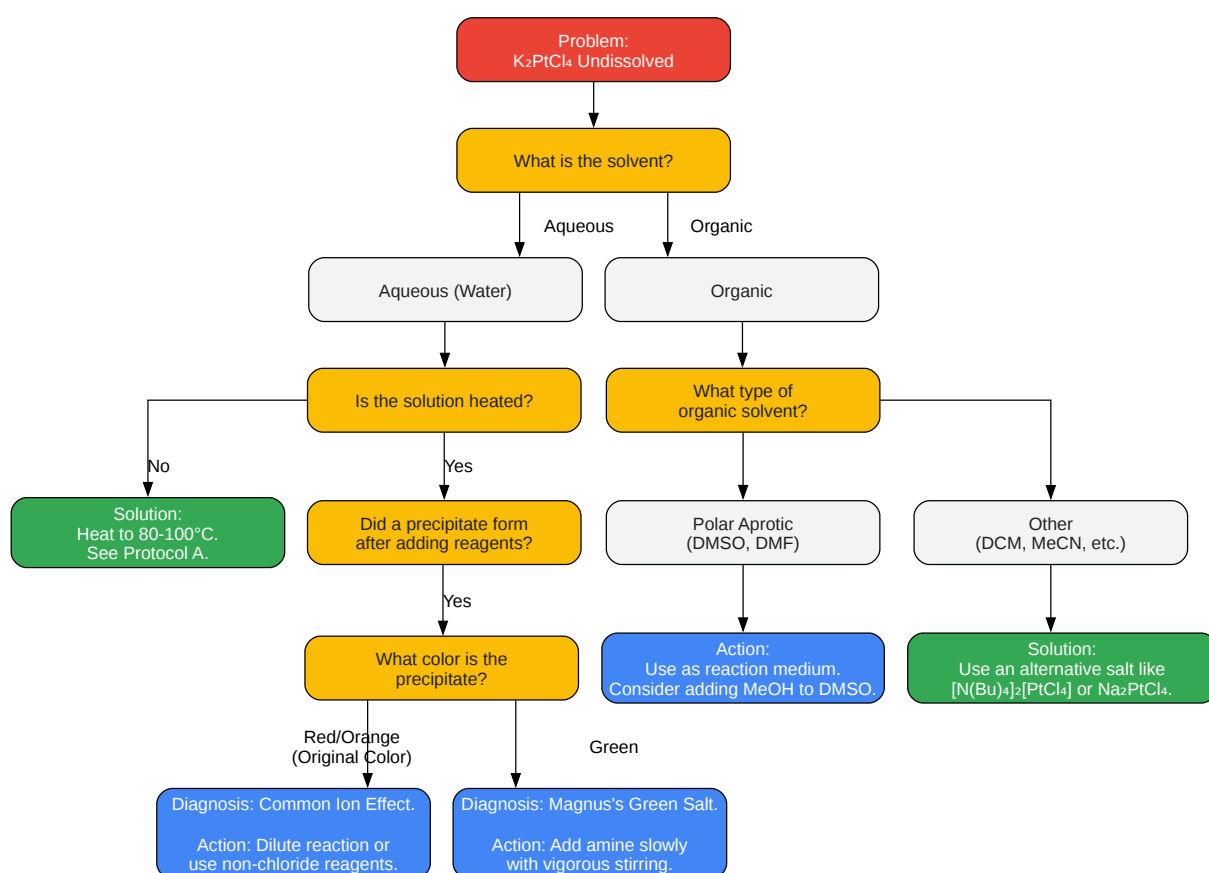 Problem:
K₂PtCl₄ Undissolved
What is the solvent?
Aqueous
Organic
Aqueous (Water)
Organic
Is the solution heated?
What type of
organic solvent?
No
Yes
Solution:
Heat to 80-100°C.
See Protocol A.
Did a precipitate form
after adding reagents?
Polar Aprotic
(DMSO, DMF)
Other
(DCM, MeCN, etc.)
Yes
What color is the
precipitate?
Action:
Use as reaction medium.
Consider adding MeOH to DMSO.
Solution:
Use an alternative salt like
[N(Bu)₄]₂[PtCl₄] or Na₂PtCl₄.
Red/Orange
(Original Color)
Green
Diagnosis: Common Ion Effect.
Action: Dilute reaction or
use non-chloride reagents.
Diagnosis: Magnus's Green Salt.
Action: Add amine slowly
with vigorous stirring.